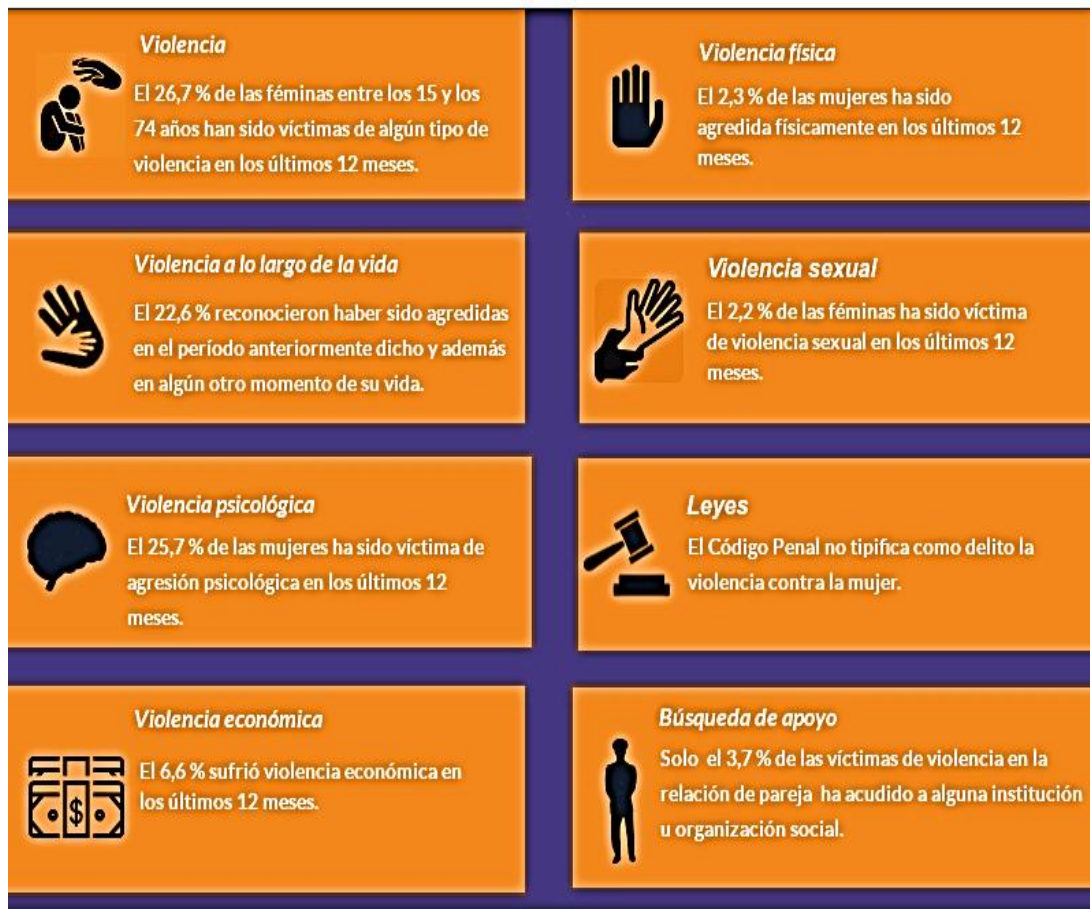 Violencia
El 26,7 % de las féminas entre los 15 y los
74 años han sido víctimas de algún tipo de
violencia en los últimos 12 meses.
Violencia física
El 2,3 % de las mujeres ha sido
agredida físicamente en los últimos 12
meses.
Violencia a lo largo de la vida
El 22,6 % reconocieron haber sido agredidas
en el período anteriormente dicho y además
en algún otro momento de su vida.
Violencia sexual
El 2,2 % de las féminas ha sido víctima
de violencia sexual en los últimos 12
meses.
Violencia psicológica
El 25,7 % de las mujeres ha sido víctima de
agresión psicológica en los últimos 12
meses.
Leyes
El Código Penal no tipifica como delito la
violencia contra la mujer.
Violencia económica
El 6,6 % sufrió violencia económica en
los últimos 12 meses.
Búsqueda de apoyo
Solo el 3,7 % de las víctimas de violencia en la
relación de pareja ha acudido a alguna institución
u organización social.